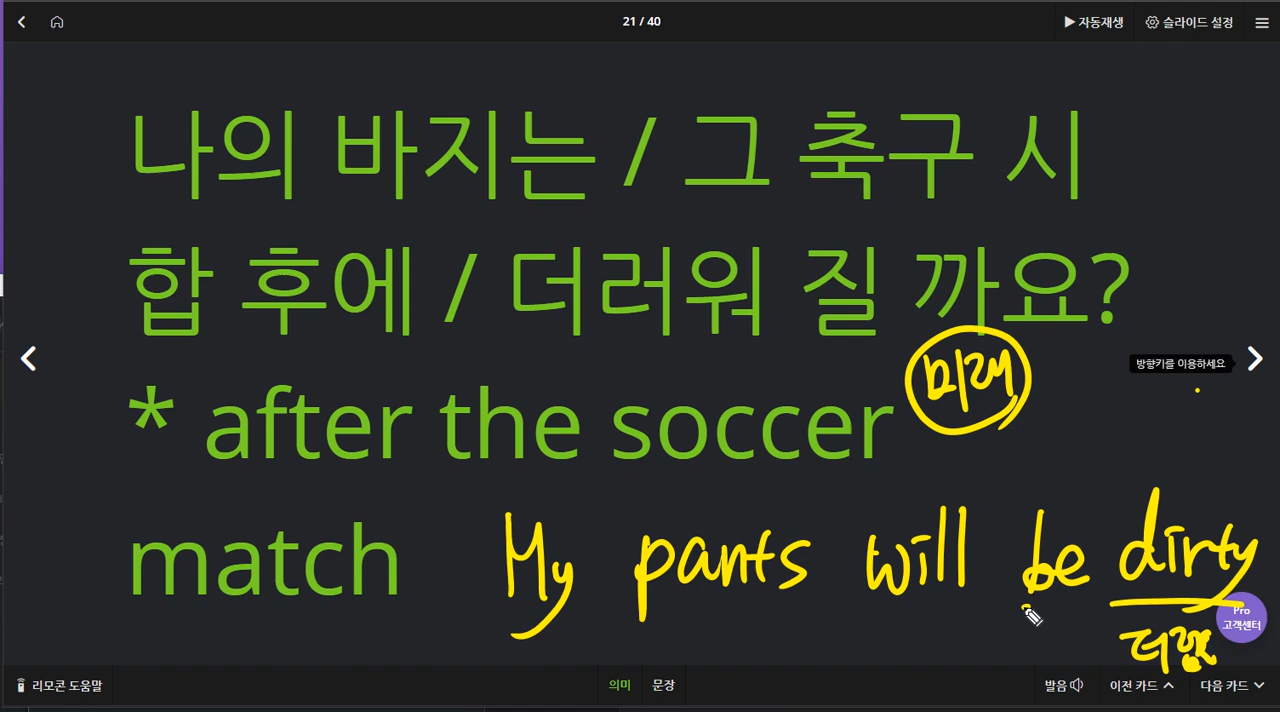 21 / 40
▶ 자동재생
슬라이드 설정
나의 바지는 / 그 축구 시
합 후에 / 더러워 질 까요?
미래
방향키를 이용하세요
* after the soccer
match
My pants will be dirty
Pro
고객센터
리모콘 도움말
의미
문장
발음
이전 카드
다음 카드